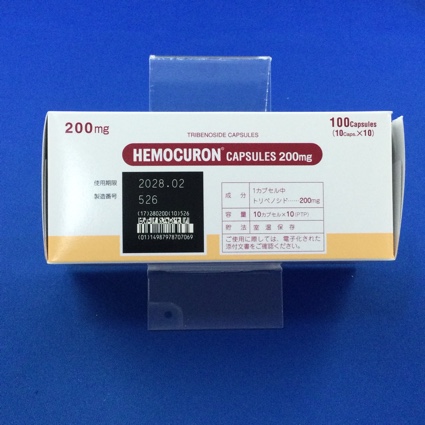 200mg
100Capsules
(10Caps.×10)
TRIBENOSIDE CAPSULES
HEMOCURON® CAPSULES 200mg
使用期限
2028.02
製造番号
526
(17)280200(10)526
(01)14987978707069
成分
1カプセル中
トリベノシド……200mg
容量
10カプセル×10(PTP)
貯法
室温保存
ご使用に際しては、電子化された
添付文書をご確認ください。